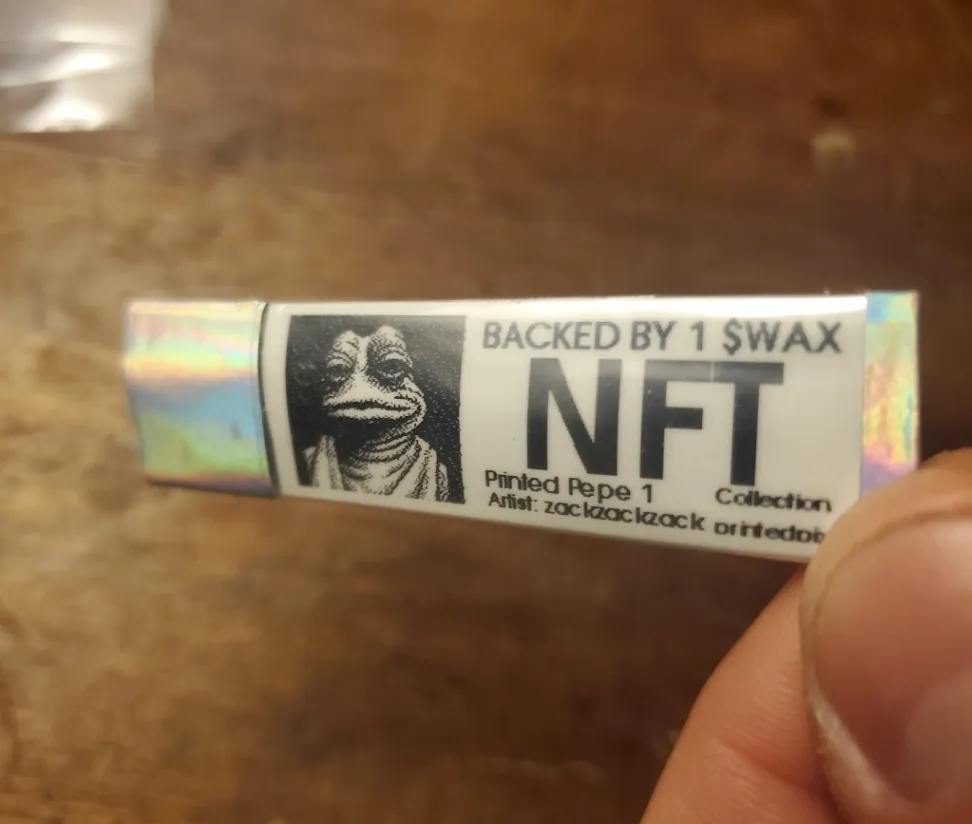 BACKED BY 1 $WAX
NFT
Printed Pepe 1
Collection
Artist: zackzackzack